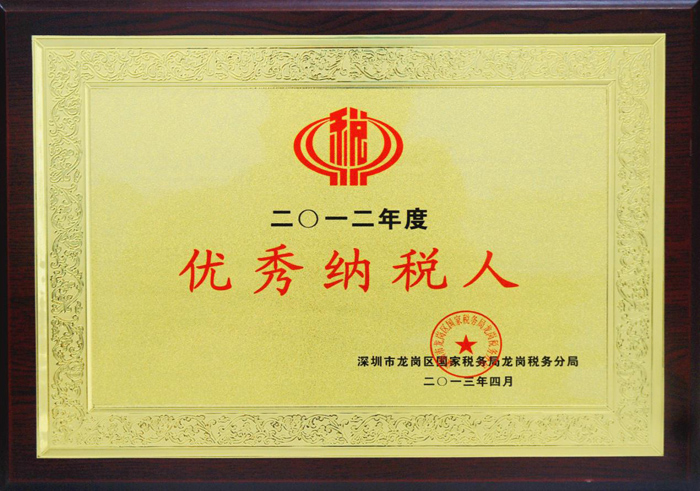 税
二〇一二年度
优秀纳税人
深圳市龙岗区国家税务局龙岗税务分局
二〇一三年四月